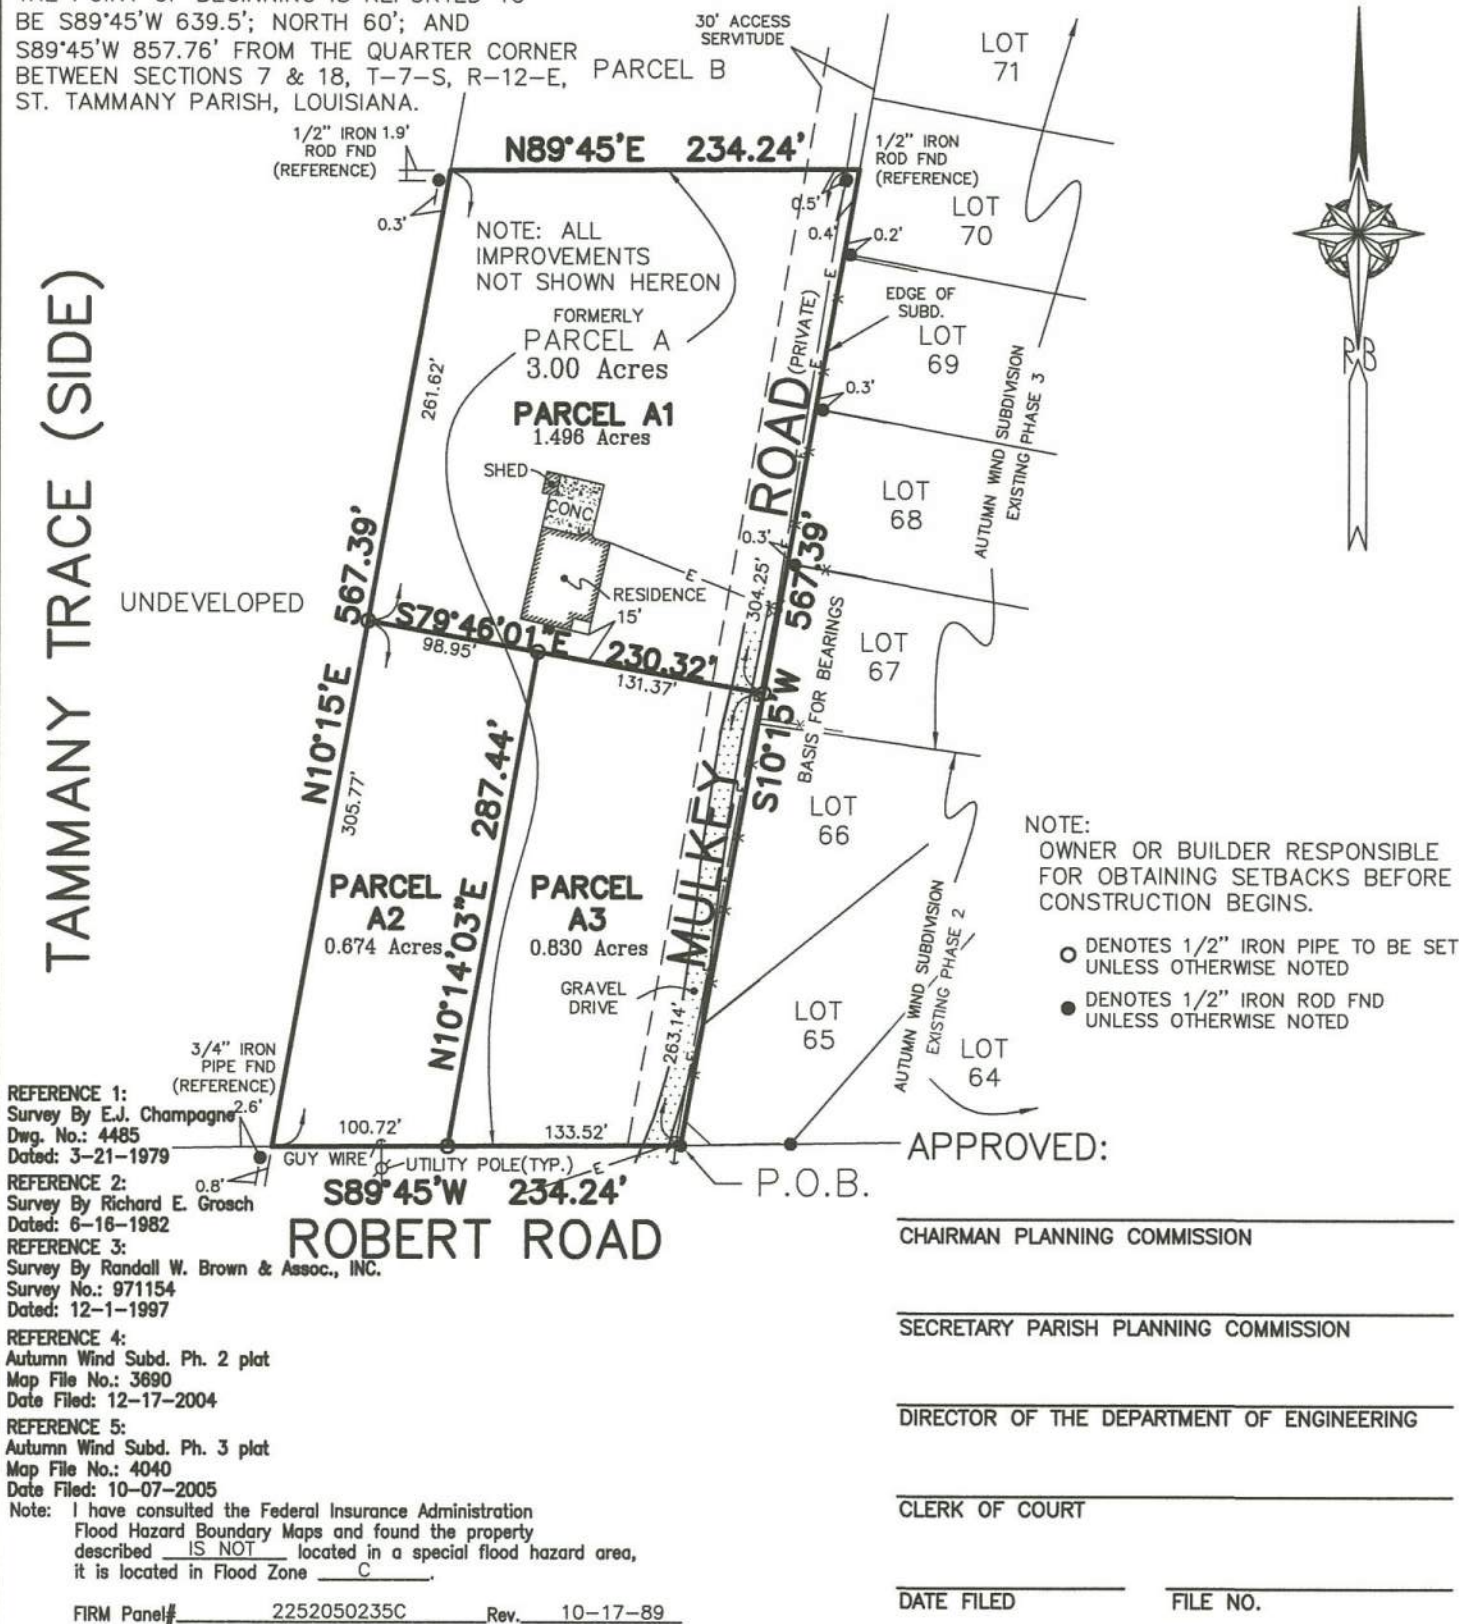 THE POINT OF BEGINNING IS REPORTED TO
BE S89°45'W 639.5'; NORTH 60'; AND
S89°45'W 857.76' FROM THE QUARTER CORNER
BETWEEN SECTIONS 7 & 18, T-7-S, R-12-E,
ST. TAMMANY PARISH, LOUISIANA.
PARCEL B
30' ACCESS
SERVITUDE
LOT
71
1/2" IRON
ROD FND
(REFERENCE)
1.9'
0.3'
N89°45'E 234.24'
1/2" IRON
ROD FND
(REFERENCE)
0.5'
0.4'
0.2'
LOT
70
NOTE: ALL
IMPROVEMENTS
NOT SHOWN HEREON
FORMERLY
PARCEL A
3.00 Acres
PARCEL A1
1.496 Acres
EDGE OF
SUBD.
LOT
69
0.3'
E
E
TAMMANY TRACE (SIDE)
261.62'
SHED
CONC
RESIDENCE
15'
E
MULKEY ROAD (PRIVATE)
AUTUMN WIND SUBDIVISION
EXISTING PHASE 3
LOT
68
0.3'
304.25'
UNDEVELOPED
N10°15'E 567.39'
S79°46'01"E 230.32'
98.95'
131.37'
S10°15'W 567.39'
BASIS FOR BEARINGS
LOT
67
305.77'
N10°14'03"E 287.44'
LOT
66
PARCEL
A2
0.674 Acres
PARCEL
A3
0.830 Acres
GRAVEL
DRIVE
263.14'
E
LOT
65
AUTUMN WIND SUBDIVISION
EXISTING PHASE 2
LOT
64
RB
NOTE:
OWNER OR BUILDER RESPONSIBLE
FOR OBTAINING SETBACKS BEFORE
CONSTRUCTION BEGINS.
DENOTES 1/2" IRON PIPE TO BE SET
UNLESS OTHERWISE NOTED
DENOTES 1/2" IRON ROD FND
UNLESS OTHERWISE NOTED
3/4" IRON
PIPE FND
(REFERENCE)
2.6'
0.8'
100.72'
133.52'
GUY WIRE
UTILITY POLE(TYP.)
E
S89°45'W 234.24'
P.O.B.
ROBERT ROAD
REFERENCE 1:
Survey By E.J. Champagne
Dwg. No.: 4485
Dated: 3-21-1979
REFERENCE 2:
Survey By Richard E. Grosch
Dated: 6-16-1982
REFERENCE 3:
Survey By Randall W. Brown & Assoc., INC.
Survey No.: 971154
Dated: 12-1-1997
REFERENCE 4:
Autumn Wind Subd. Ph. 2 plat
Map File No.: 3690
Date Filed: 12-17-2004
REFERENCE 5:
Autumn Wind Subd. Ph. 3 plat
Map File No.: 4040
Date Filed: 10-07-2005
Note: I have consulted the Federal Insurance Administration
Flood Hazard Boundary Maps and found the property
described IS NOT located in a special flood hazard area,
it is located in Flood Zone C.
FIRM Panel# 2252050235C Rev. 10-17-89
APPROVED:
CHAIRMAN PLANNING COMMISSION
SECRETARY PARISH PLANNING COMMISSION
DIRECTOR OF THE DEPARTMENT OF ENGINEERING
CLERK OF COURT
DATE FILED FILE NO.